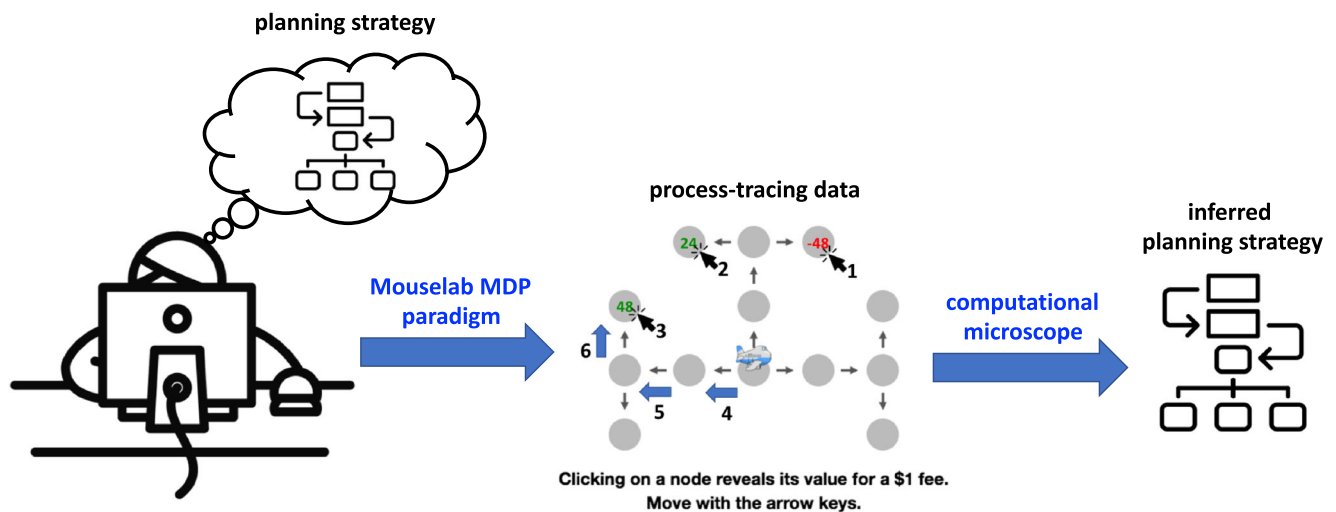 planning strategy
Mouselab MDP
paradigm
process-tracing data
24
-48
2
1
48
3
6
5
4
Clicking on a node reveals its value for a $1 fee.
Move with the arrow keys.
computational
microscope
inferred
planning strategy